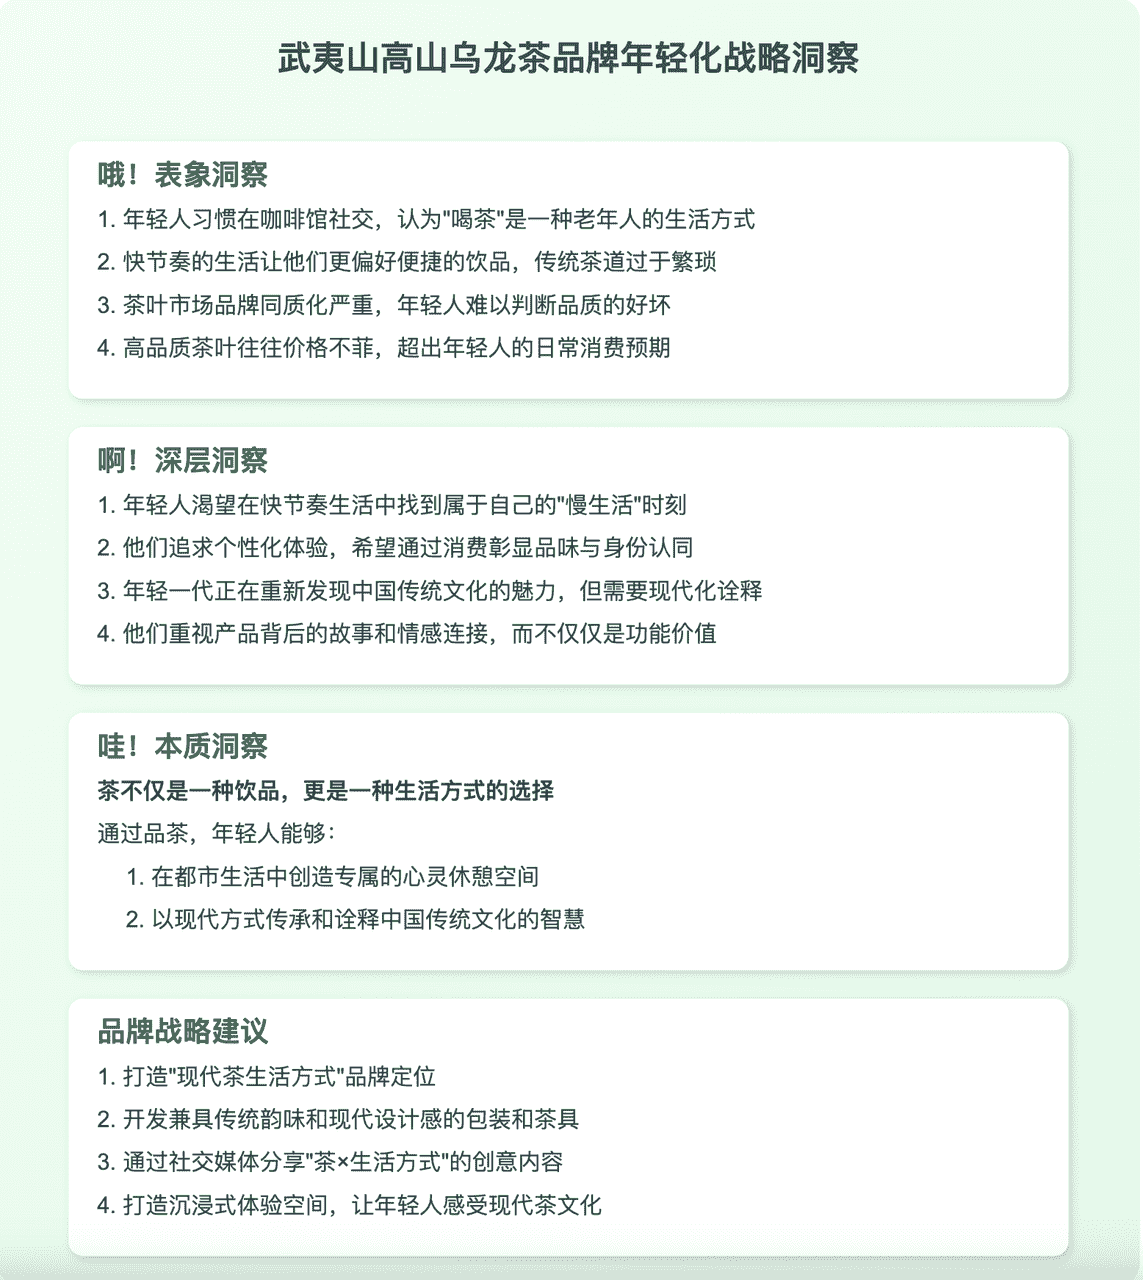 武夷山高山乌龙茶品牌年轻化战略洞察
哦！表象洞察
1. 年轻人习惯在咖啡馆社交，认为"喝茶"是一种老年人的生活方式
2. 快节奏的生活让他们更偏好便捷的饮品，传统茶道过于繁琐
3. 茶叶市场品牌同质化严重，年轻人难以判断品质的好坏
4. 高品质茶叶往往价格不菲，超出年轻人的日常消费预期
啊！深层洞察
1. 年轻人渴望在快节奏生活中找到属于自己的"慢生活"时刻
2. 他们追求个性化体验，希望通过消费彰显品味与身份认同
3. 年轻一代正在重新发现中国传统文化的魅力，但需要现代化诠释
4. 他们重视产品背后的故事和情感连接，而不仅仅是功能价值
哇！本质洞察
茶不仅是一种饮品，更是一种生活方式的选择
通过品茶，年轻人能够：
1. 在都市生活中创造专属的心灵休憩空间
2. 以现代方式传承和诠释中国传统文化的智慧
品牌战略建议
1. 打造"现代茶生活方式"品牌定位
2. 开发兼具传统韵味和现代设计感的包装和茶具
3. 通过社交媒体分享"茶×生活方式"的创意内容
4. 打造沉浸式体验空间，让年轻人感受现代茶文化